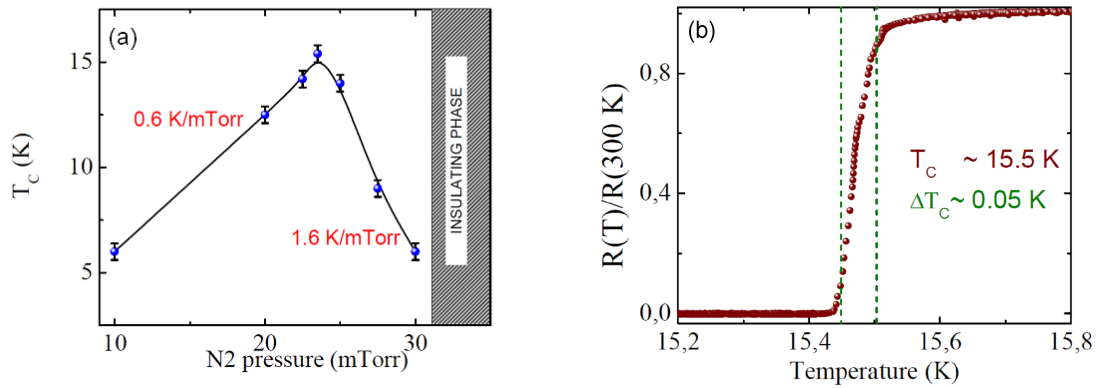 (a)
15
10
5
T_C (K)
0.6 K/mTorr
1.6 K/mTorr
INSULATING PHASE
10 20 30
N2 pressure (mTorr)
(b)
0,8
0,4
0,0
R(T)/R(300 K)
T_C ~ 15.5 K
ΔT_C~ 0.05 K
15,2 15,4 15,6 15,8
Temperature (K)